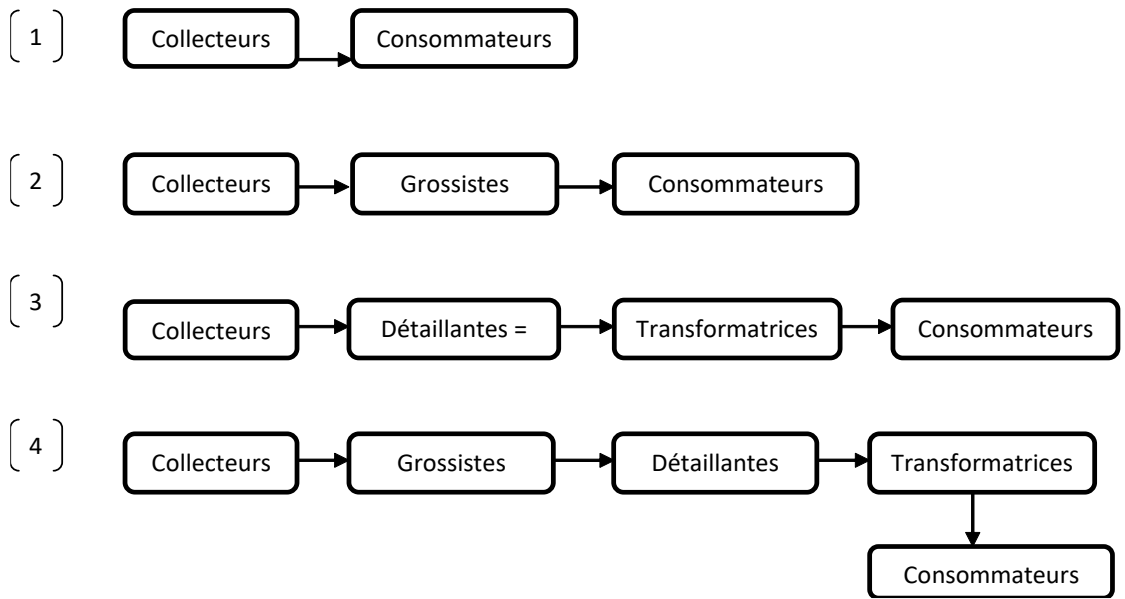 1 Collecteurs Consommateurs
2 Collecteurs Grossistes Consommateurs
3 Collecteurs Détaillantes = Transformatrices Consommateurs
4 Collecteurs Grossistes Détaillantes Transformatrices
Consommateurs